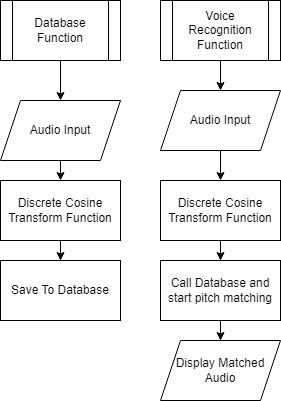 Database
Function
Audio Input
Discrete Cosine
Transform Function
Save To Database
Voice
Recognition
Function
Audio Input
Discrete Cosine
Transform Function
Call Database and
start pitch matching
Display Matched
Audio